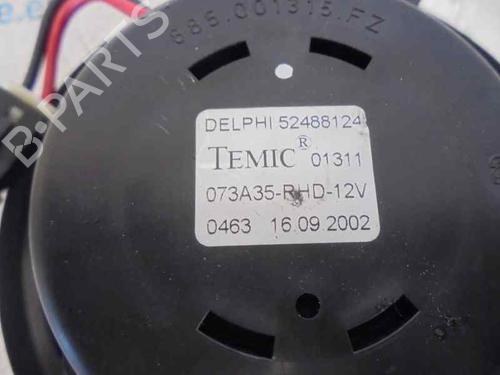 686.001315.FZ
DELPHI 52488124
TEMIC® 01311
073A35-RHD-12V
0463 16.09.2002
B-PARTS